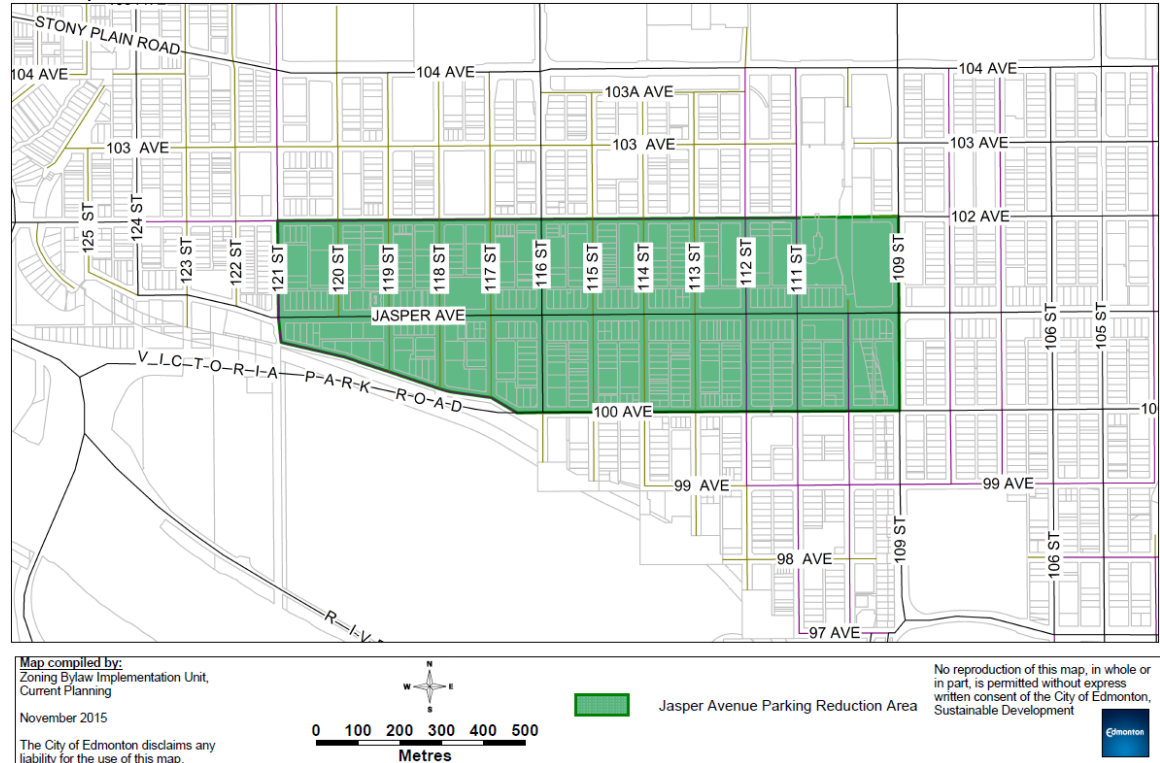 STONY PLAIN ROAD
104 AVE
104 AVE
104 AVE
103A AVE
103 AVE
103 AVE
103 AVE
102 AVE
125 ST
124 ST
123 ST
122 ST
121 ST
120 ST
119 ST
118 ST
117 ST
116 ST
115 ST
114 ST
113 ST
112 ST
111 ST
109 ST
106 ST
105 ST
JASPER AVE
VICTORIA PARK ROAD
100 AVE
99 AVE
99 AVE
109 ST
106 ST
98 AVE
97 AVE
Map compiled by:
Zoning Bylaw Implementation Unit,
Current Planning
November 2015
The City of Edmonton disclaims any
liability for the use of this map.
N
W E
S
0 100 200 300 400 500
Metres
Jasper Avenue Parking Reduction Area
No reproduction of this map, in whole or
in part, is permitted without express
written consent of the City of Edmonton,
Sustainable Development
Edmonton